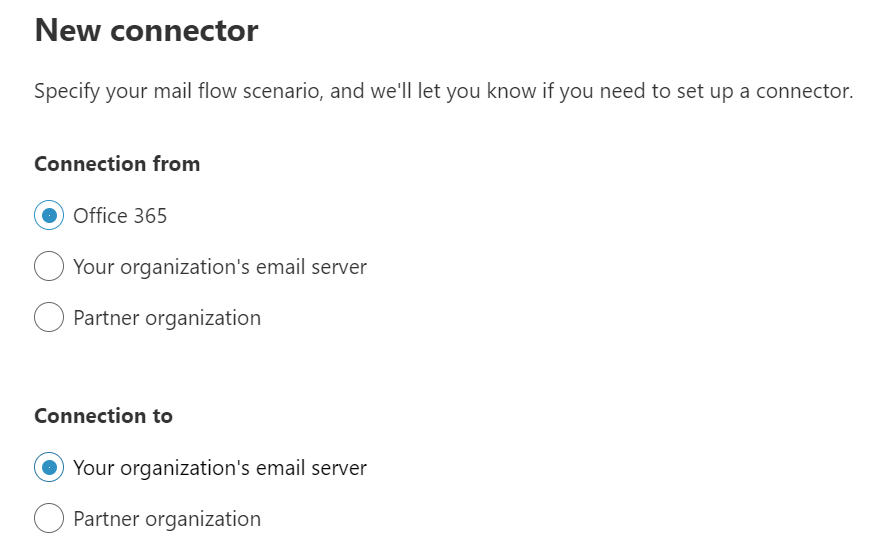 New connector
Specify your mail flow scenario, and we'll let you know if you need to set up a connector.
Connection from
Office 365
Your organization's email server
Partner organization
Connection to
Your organization's email server
Partner organization